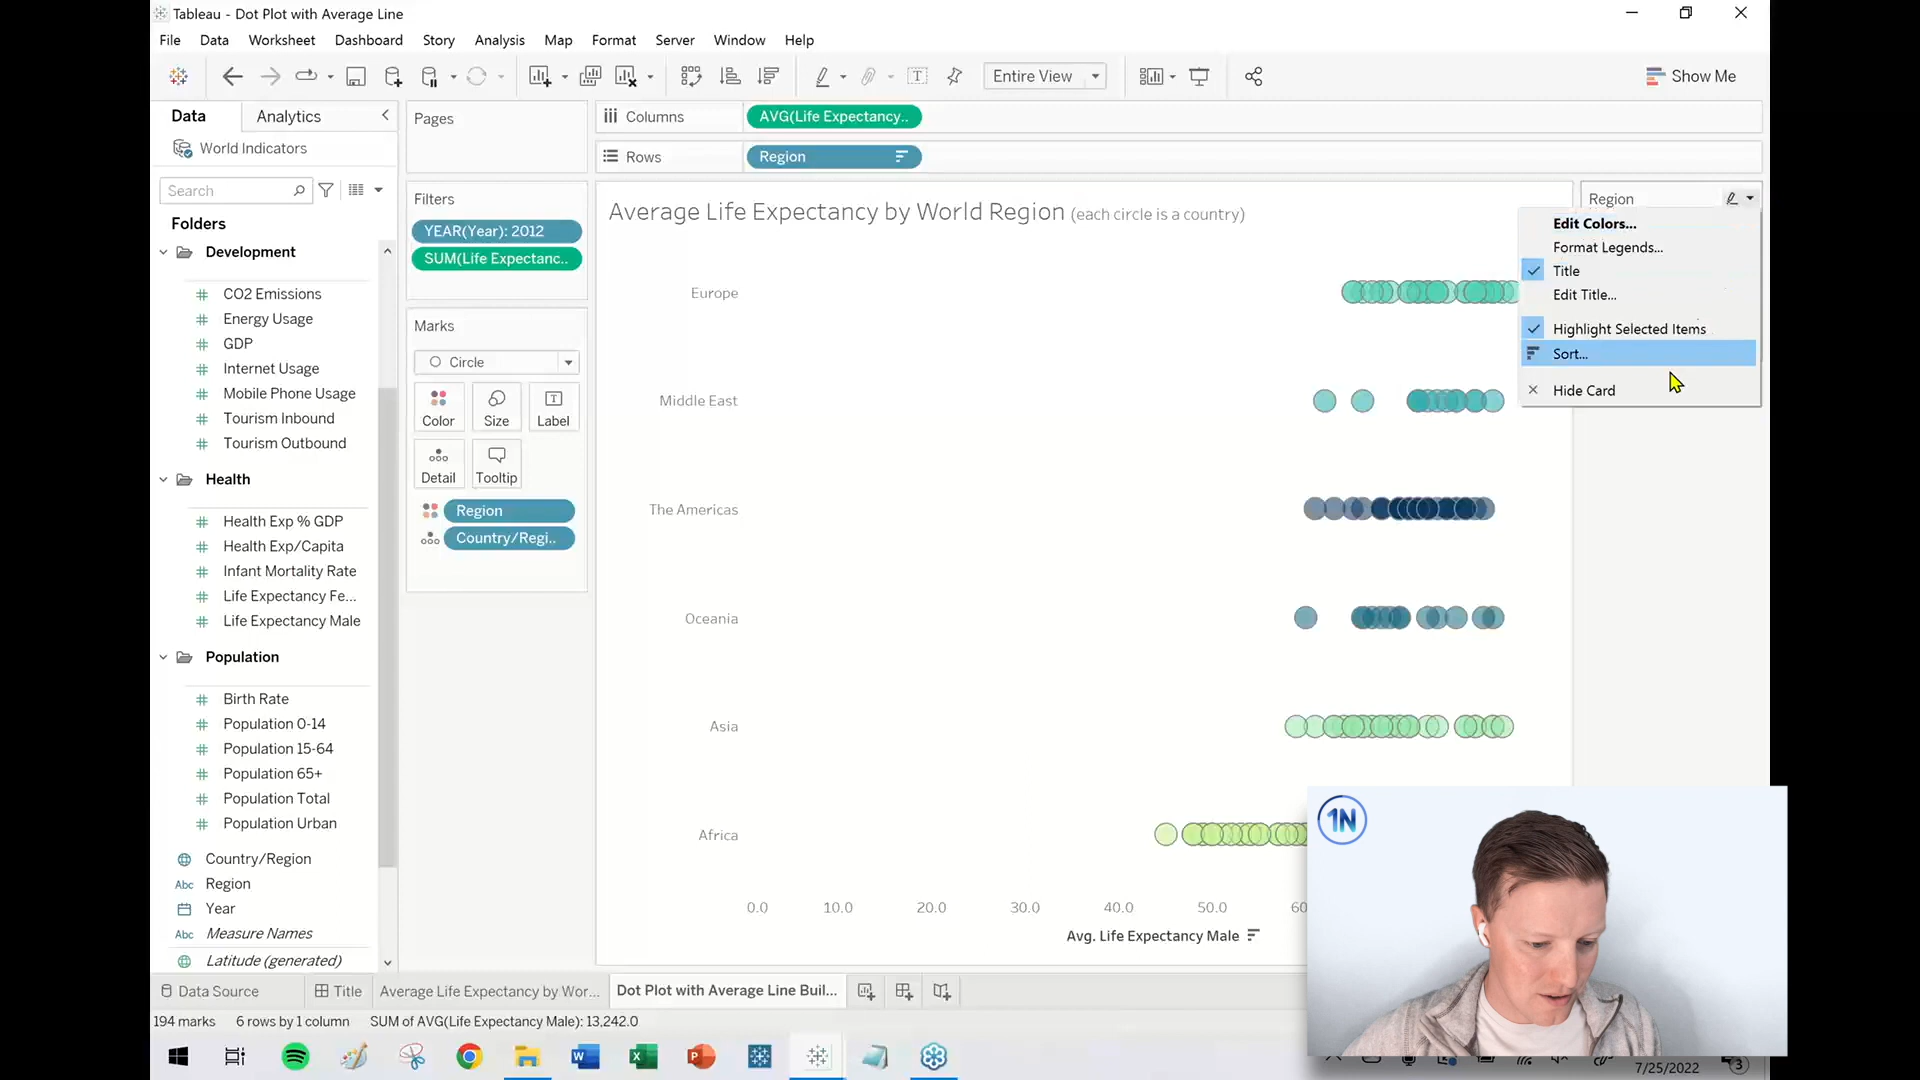 Tableau - Dot Plot with Average Line
File Data Worksheet Dashboard Story Analysis Map Format Server Window Help
Entire View
Show Me
Data
Analytics
World Indicators
Search
Folders
Development
CO2 Emissions
Energy Usage
GDP
Internet Usage
Mobile Phone Usage
Tourism Inbound
Tourism Outbound
Health
Health Exp % GDP
Health Exp/Capita
Infant Mortality Rate
Life Expectancy Fe...
Life Expectancy Male
Population
Birth Rate
Population 0-14
Population 15-64
Population 65+
Population Total
Population Urban
Country/Region
Abc Region
Year
Abc Measure Names
Latitude (generated)
Pages
Filters
YEAR(Year): 2012
SUM(Life Expectanc..
Marks
Circle
Color Size Label
Detail Tooltip
Region
Country/Regi..
Columns AVG(Life Expectancy..
Rows Region
Average Life Expectancy by World Region (each circle is a country)
Europe
Middle East
The Americas
Oceania
Asia
Africa
0.0 10.0 20.0 30.0 40.0 50.0 60
Avg. Life Expectancy Male
Region
Edit Colors...
Format Legends...
Title
Edit Title...
Highlight Selected Items
Sort...
Hide Card
1N
Data Source Title Average Life Expectancy by Wor... Dot Plot with Average Line Buil...
194 marks 6 rows by 1 column SUM of AVG(Life Expectancy Male): 13,242.0
7/25/2022
3